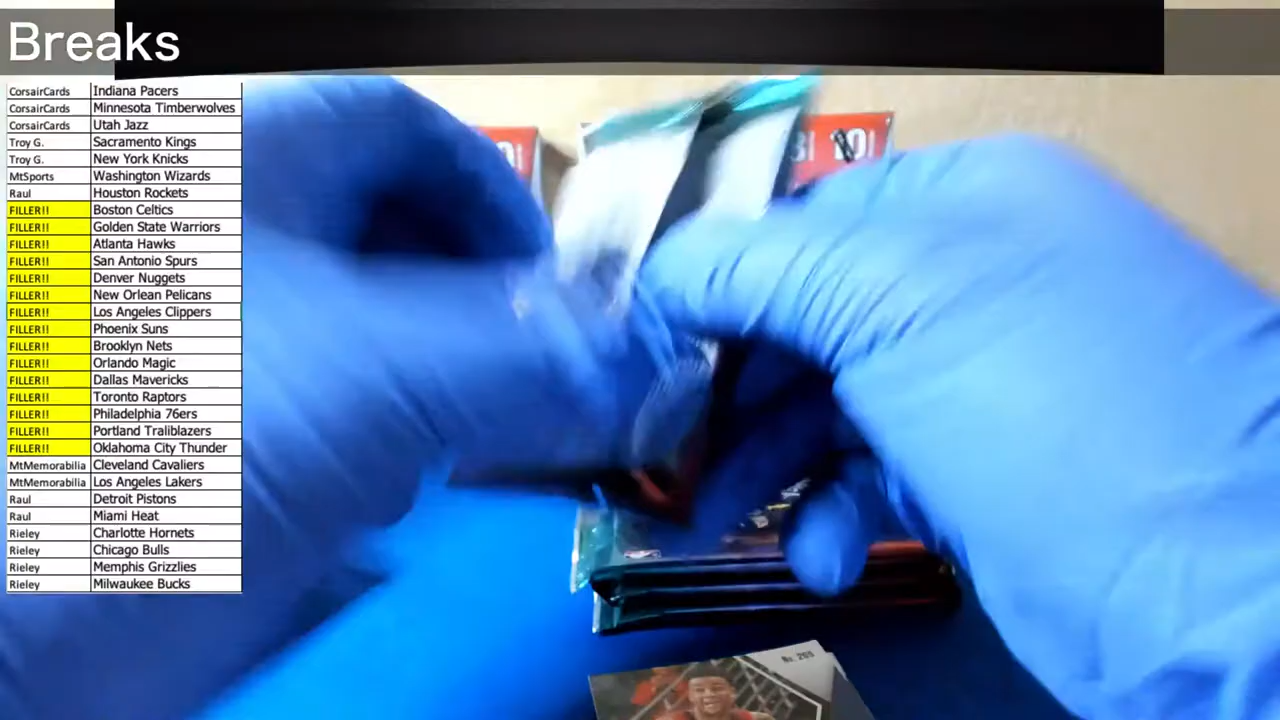 Breaks
CorsairCards Indiana Pacers
CorsairCards Minnesota Timberwolves
CorsairCards Utah Jazz
Troy G. Sacramento Kings
Troy G. New York Knicks
MtSports Washington Wizards
Raul Houston Rockets
FILLER!! Boston Celtics
FILLER!! Golden State Warriors
FILLER!! Atlanta Hawks
FILLER!! San Antonio Spurs
FILLER!! Denver Nuggets
FILLER!! New Orlean Pelicans
FILLER!! Los Angeles Clippers
FILLER!! Phoenix Suns
FILLER!! Brooklyn Nets
FILLER!! Orlando Magic
FILLER!! Dallas Mavericks
FILLER!! Toronto Raptors
FILLER!! Philadelphia 76ers
FILLER!! Portland Traliblazers
FILLER!! Oklahoma City Thunder
MtMemorabilia Cleveland Cavaliers
MtMemorabilia Los Angeles Lakers
Raul Detroit Pistons
Raul Miami Heat
Rieley Charlotte Hornets
Rieley Chicago Bulls
Rieley Memphis Grizzlies
Rieley Milwaukee Bucks
No. 205